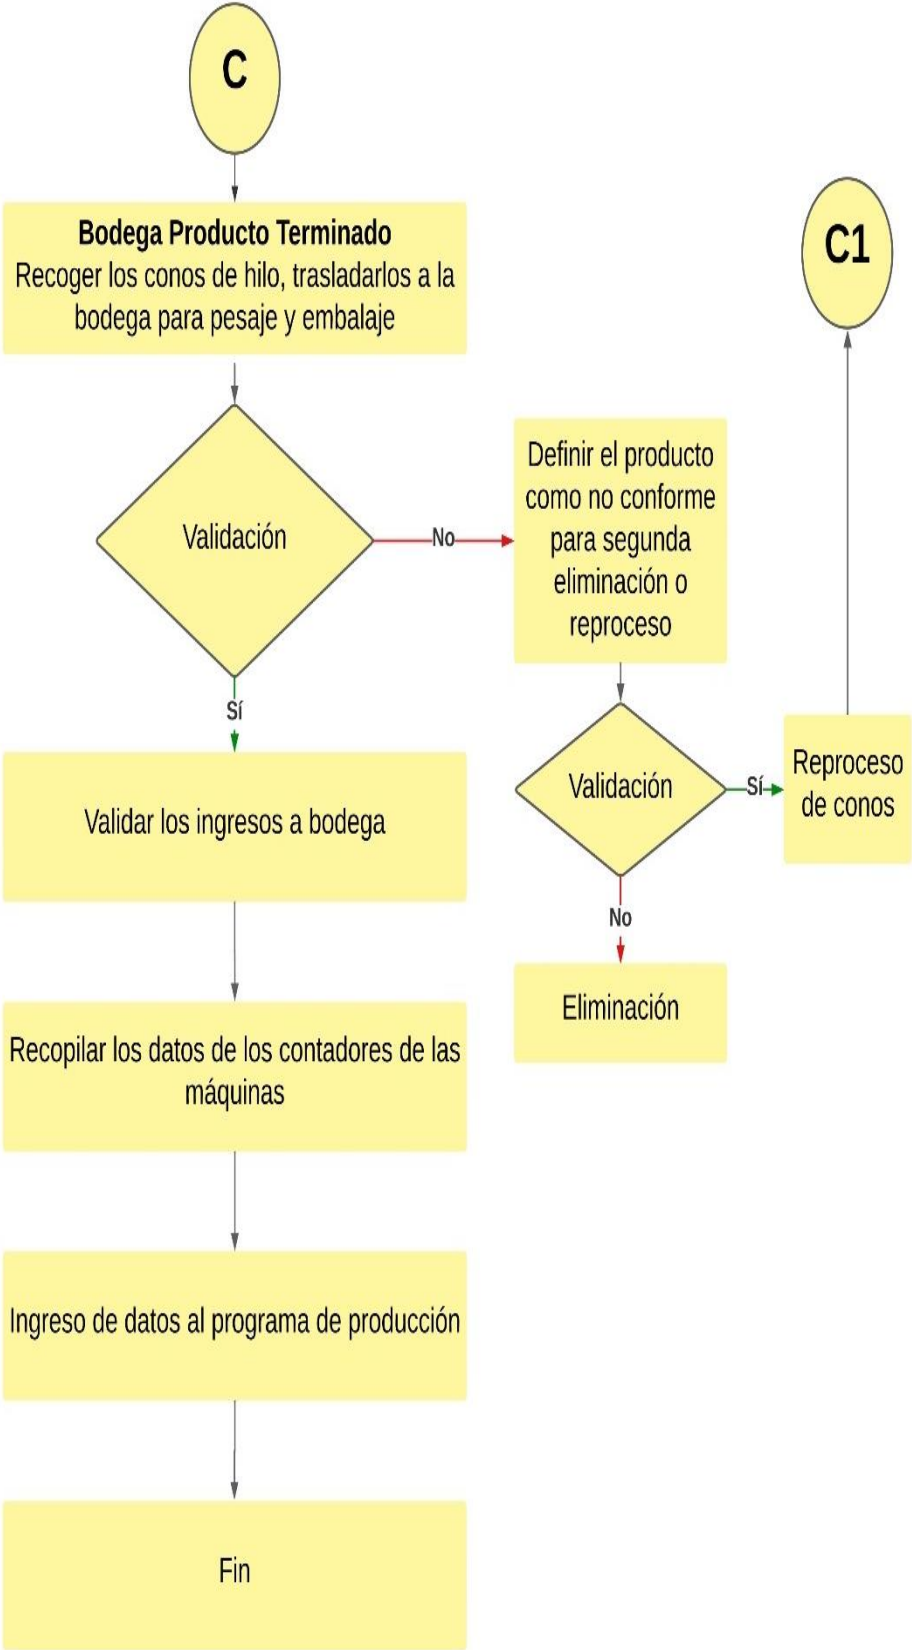 C
Bodega Producto Terminado
Recoger los conos de hilo, trasladarlos a la
bodega para pesaje y embalaje
C1
Validación
No
Definir el producto
como no conforme
para segunda
eliminación o
reproceso
Sí
Validar los ingresos a bodega
Validación
Sí
Reproceso
de conos
No
Eliminación
Recopilar los datos de los contadores de las
máquinas
Ingreso de datos al programa de producción
Fin